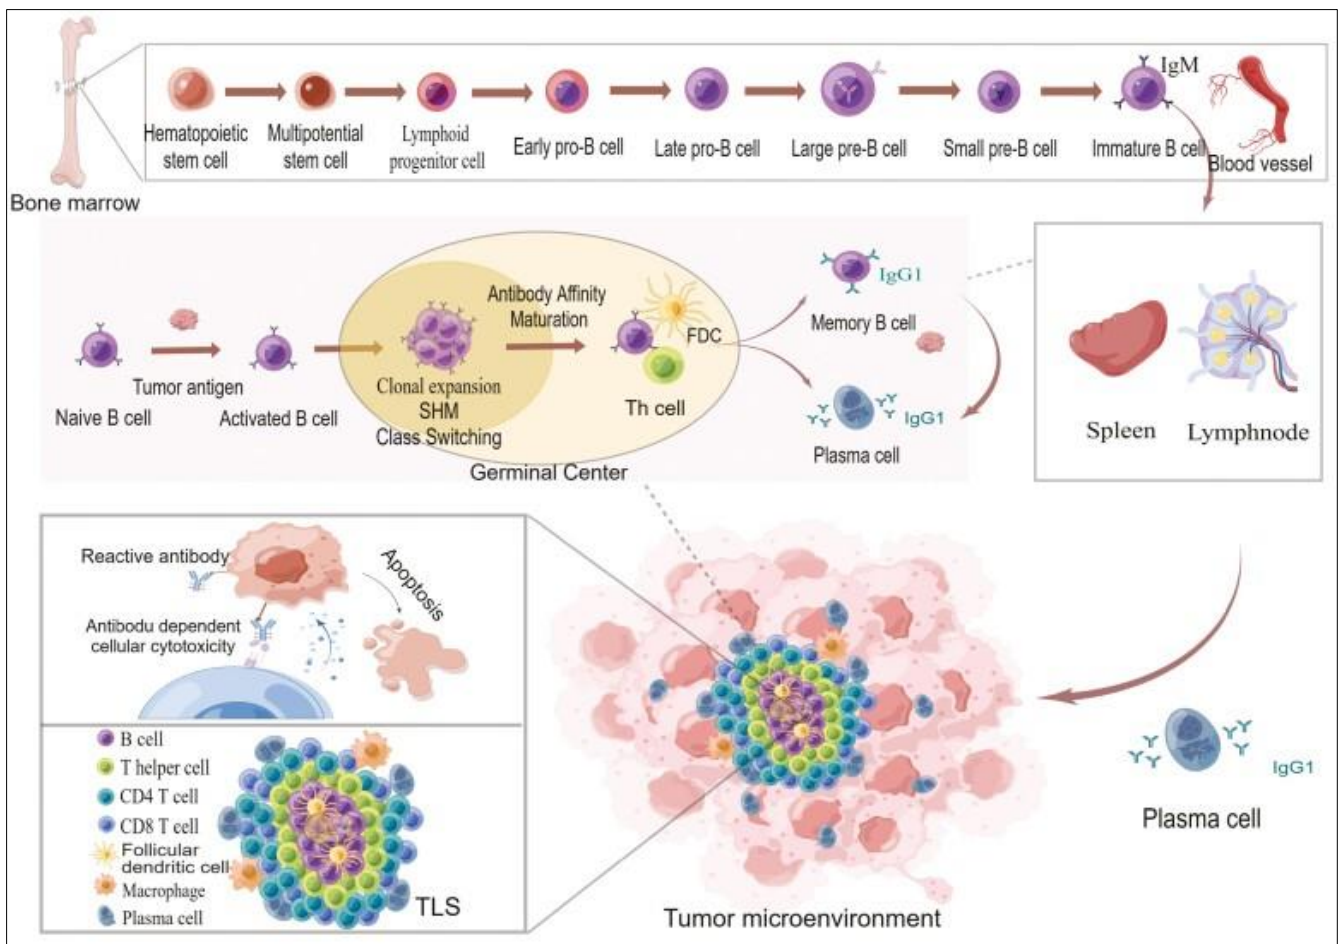 Hematopoietic
stem cell
Multipotential
stem cell
Lymphoid
progenitor cell
Early pro-B cell
Late pro-B cell
Large pre-B cell
Small pre-B cell
IgM
Immature B cell
Blood vessel
Bone marrow
Naive B cell
Tumor antigen
Activated B cell
Clonal expansion
SHM
Class Switching
Antibody Affinity
Maturation
FDC
Th cell
Germinal Center
IgG1
Memory B cell
IgG1
Plasma cell
Spleen
Lymphnode
Reactive antibody
Apoptosis
Antibodu dependent
cellular cytotoxicity
B cell
T helper cell
CD4 T cell
CD8 T cell
Follicular
dendritic cell
Macrophage
Plasma cell
TLS
Tumor microenvironment
IgG1
Plasma cell